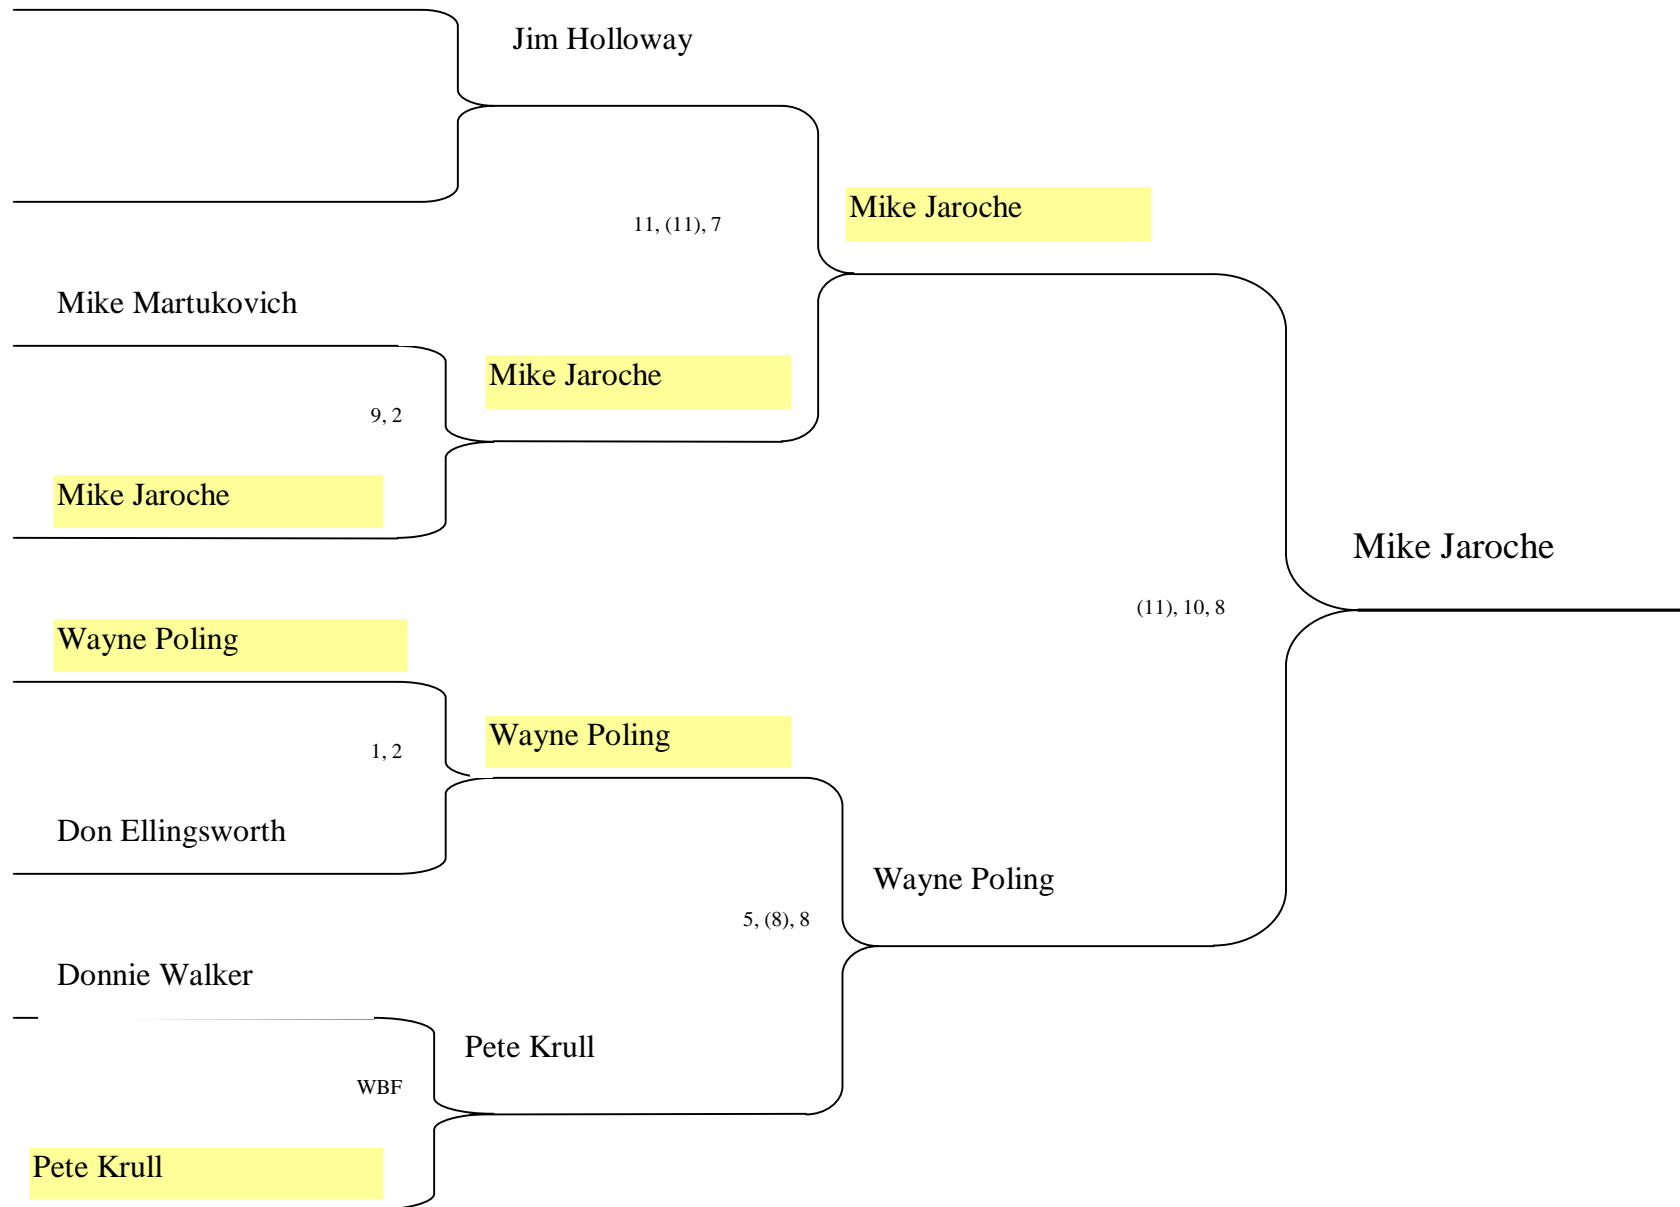 Jim Holloway
Mike Jaroche
11, (11), 7
Mike Martukovich
Mike Jaroche
9, 2
Mike Jaroche
Mike Jaroche
(11), 10, 8
Wayne Poling
Wayne Poling
1, 2
Don Ellingsworth
Wayne Poling
5, (8), 8
Donnie Walker
Pete Krull
WBF
Pete Krull